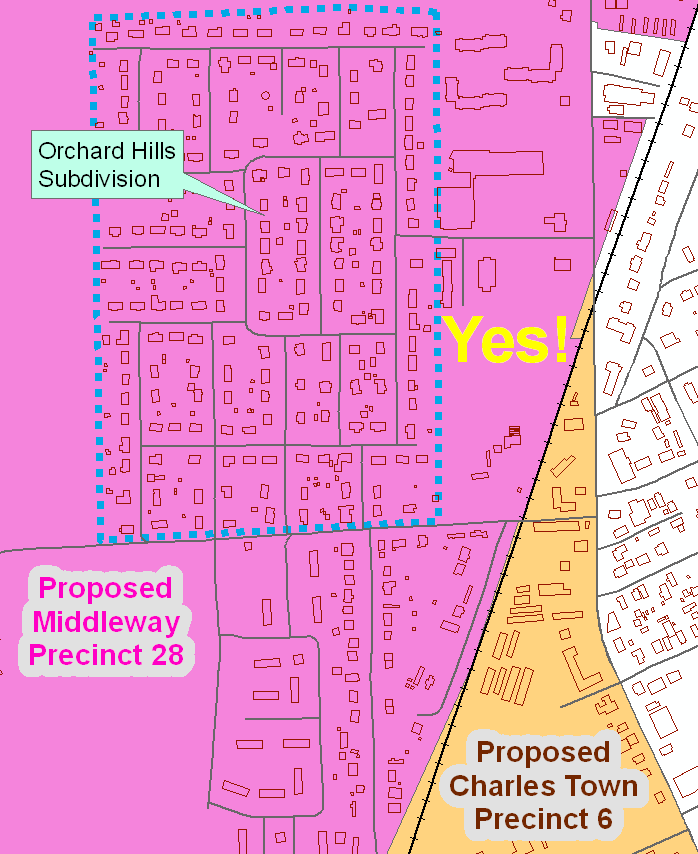 Orchard Hills
Subdivision
Yes!
Proposed
Middleway
Precinct 28
Proposed
Charles Town
Precinct 6